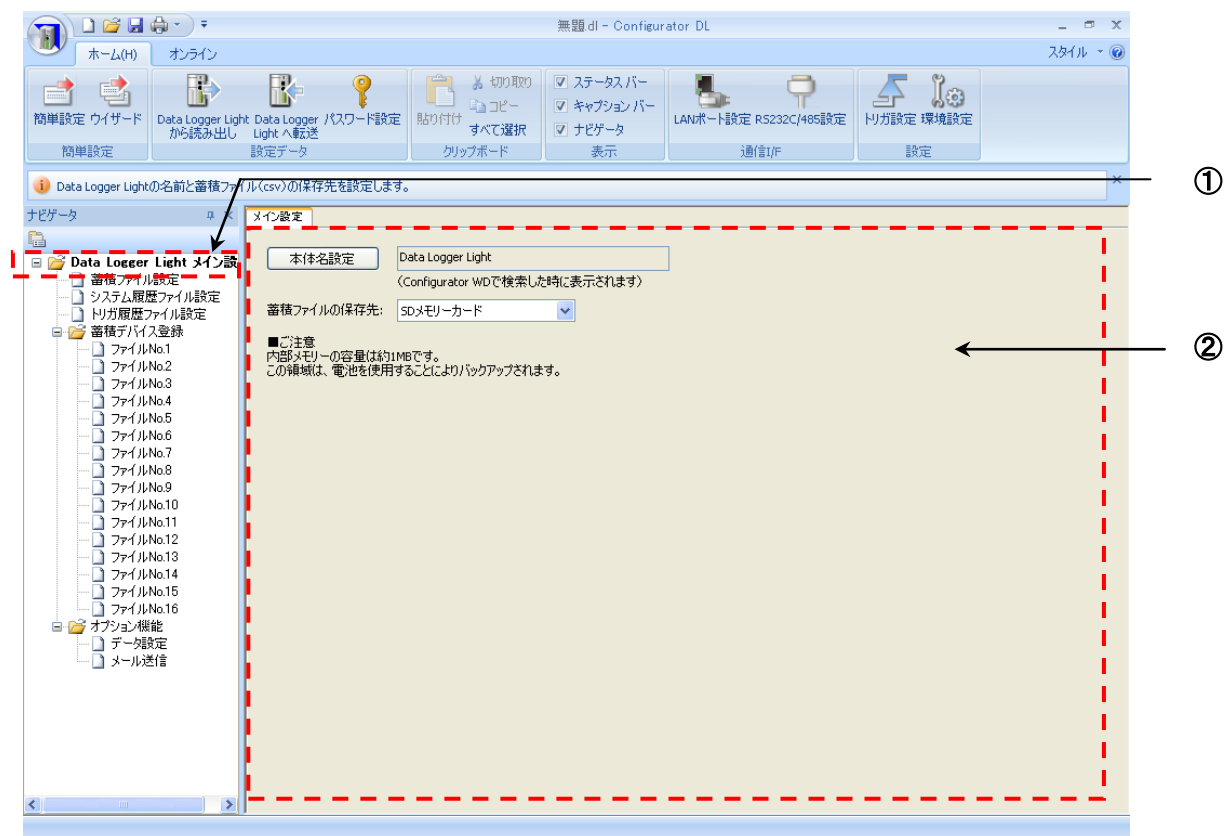 無題.dl - Configurator DL
ホーム(H)
オンライン
スタイル
簡単設定
ウイザード
Data Logger Light
から読み出し
Data Logger
Light へ転送
パスワード設定
貼り付け
切り取り
コピー
すべて選択
ステータス バー
キャプション バー
ナビゲータ
LANポート設定
RS232C/485設定
トリガ設定
環境設定
簡単設定
設定データ
クリップボード
表示
通信I/F
設定
Data Logger Lightの名前と蓄積ファイル(csv)の保存先を設定します。
①
ナビゲータ
メイン設定
Data Logger Light メイン設
蓄積ファイル設定
システム履歴ファイル設定
トリガ履歴ファイル設定
蓄積デバイス登録
ファイルNo.1
ファイルNo.2
ファイルNo.3
ファイルNo.4
ファイルNo.5
ファイルNo.6
ファイルNo.7
ファイルNo.8
ファイルNo.9
ファイルNo.10
ファイルNo.11
ファイルNo.12
ファイルNo.13
ファイルNo.14
ファイルNo.15
ファイルNo.16
オプション機能
データ設定
メール送信
本体名設定
Data Logger Light
(Configurator WDで検索した時に表示されます)
蓄積ファイルの保存先:
SDメモリーカード
■ご注意
内部メモリーの容量は約1MBです。
この領域は、電池を使用することによりバックアップされます。
②